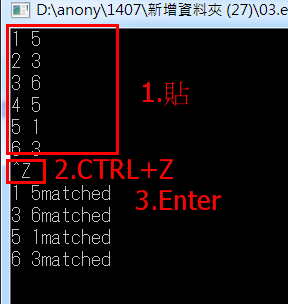 D:\anony\1407\新增資料夾 (27)\03.e
1 5
2 3
3 6
4 5
5 1
6 3
1.貼
^Z
2.CTRL+Z
1 5matched
3 6matched
5 1matched
6 3matched
3.Enter